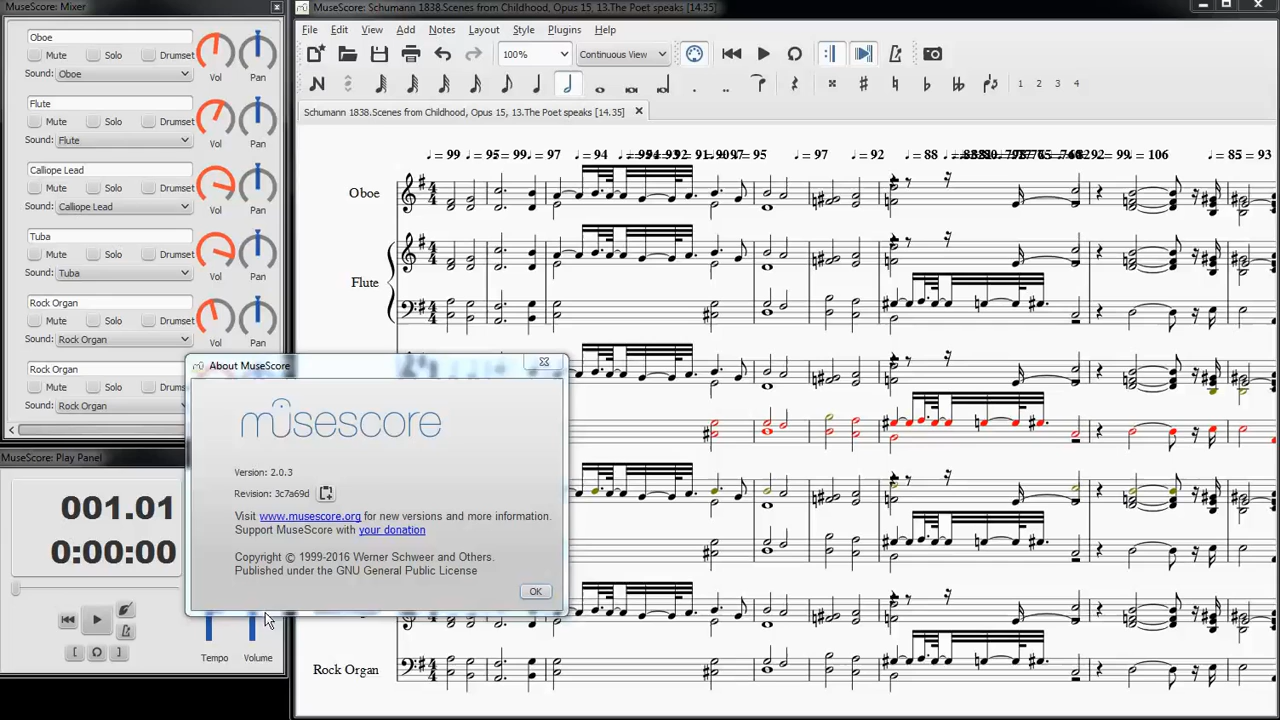 MuseScore: Mixer
Oboe
Mute Solo Drumset
Sound: Oboe
Vol Pan
Flute
Mute Solo Drumset
Sound: Flute
Vol Pan
Calliope Lead
Mute Solo Drumset
Sound: Calliope Lead
Vol Pan
Tuba
Mute Solo Drumset
Sound: Tuba
Vol Pan
Rock Organ
Mute Solo Drumset
Sound: Rock Organ
Vol Pan
Rock Organ
Mute Solo
Sound: Rock Organ
MuseScore: Play Panel
001.01
0:00:00
Tempo Volume
MuseScore: Schumann 1838.Scenes from Childhood, Opus 15, 13.The Poet speaks [14.35]
File Edit View Add Notes Layout Style Plugins Help
100% Continuous View
1 2 3 4
Schumann 1838.Scenes from Childhood, Opus 15, 13.The Poet speaks [14.35]
= 99 = 95 = 99 = 97 = 94 = 95 = 97 = 92 = 88 = 106 = 85 = 93
Oboe
Flute
Rock Organ
About MuseScore
musescore
Version: 2.0.3
Revision: 3c7a69d
Visit www.musescore.org for new versions and more information.
Support MuseScore with your donation
Copyright © 1999-2016 Werner Schweer and Others.
Published under the GNU General Public License
OK